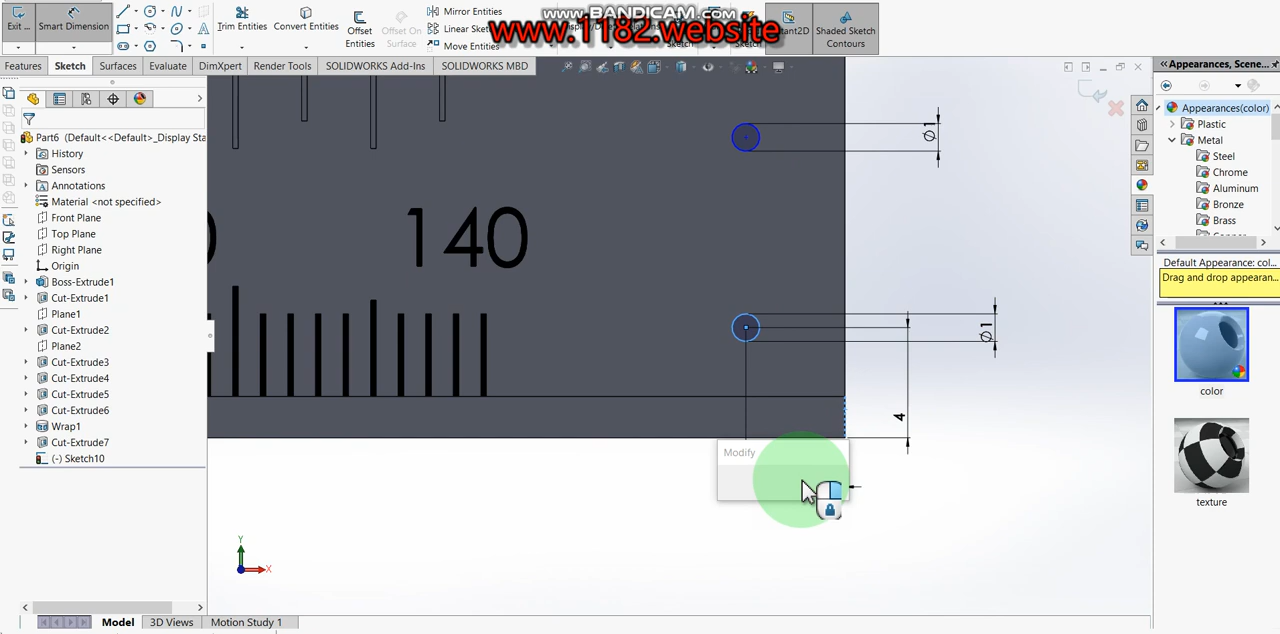 www.BANDICAM.com
www.1182.website
Exit ...
Smart Dimension
Trim Entities
Convert Entities
Offset Entities
Offset On Surface
Mirror Entities
Linear Sk
Move Entities
Instant2D
Shaded Sketch Contours
Features
Sketch
Surfaces
Evaluate
DimXpert
Render Tools
SOLIDWORKS Add-Ins
SOLIDWORKS MBD
Part6 (Default<<Default>_Display Sta
History
Sensors
Annotations
Material <not specified>
Front Plane
Top Plane
Right Plane
Origin
Boss-Extrude1
Cut-Extrude1
Plane1
Cut-Extrude2
Plane2
Cut-Extrude3
Cut-Extrude4
Cut-Extrude5
Cut-Extrude6
Wrap1
Cut-Extrude7
(-) Sketch10
140
Ø1
Ø1
4
Modify
Y
X
Appearances, Scene...
Appearances(color)
Plastic
Metal
Steel
Chrome
Aluminum
Bronze
Brass
Default Appearance: col...
Drag and drop appearan...
color
texture
Model
3D Views
Motion Study 1